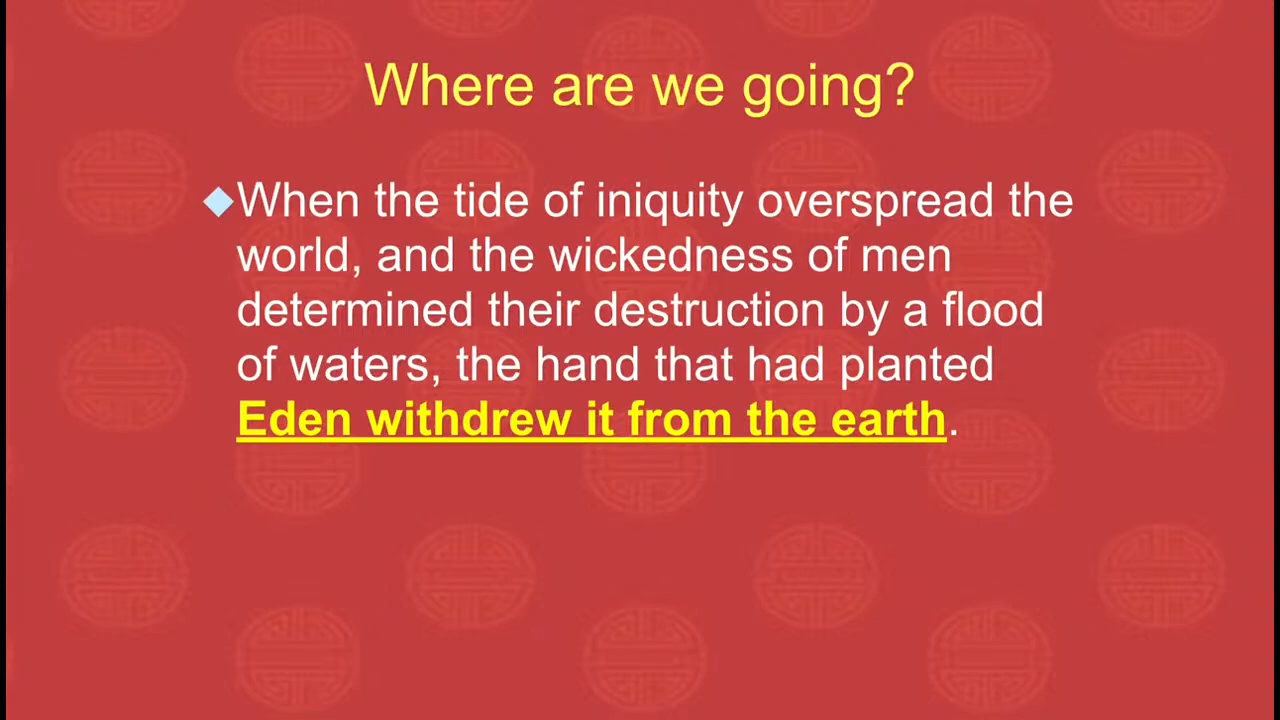 Where are we going?
When the tide of iniquity overspread the
world, and the wickedness of men
determined their destruction by a flood
of waters, the hand that had planted
Eden withdrew it from the earth.